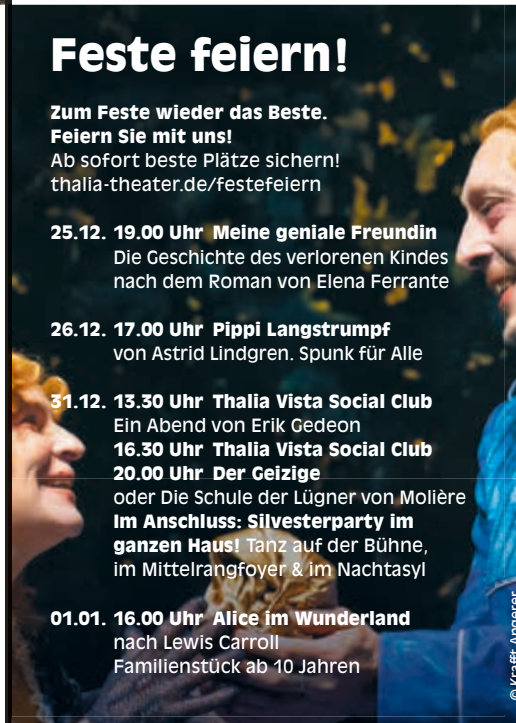 Feste feiern!
Zum Feste wieder das Beste.
Feiern Sie mit uns!
Ab sofort beste Plätze sichern!
thalia-theater.de/festefeiern
25.12. 19.00 Uhr Meine geniale Freundin
Die Geschichte des verlorenen Kindes
nach dem Roman von Elena Ferrante
26.12. 17.00 Uhr Pippi Langstrumpf
von Astrid Lindgren. Spunk für Alle
31.12. 13.30 Uhr Thalia Vista Social Club
Ein Abend von Erik Gedeon
16.30 Uhr Thalia Vista Social Club
20.00 Uhr Der Geizige
oder Die Schule der Lügner von Molière
Im Anschluss: Silvesterparty im
ganzen Haus! Tanz auf der Bühne,
im Mittelrangfoyer & im Nachtasyl
01.01. 16.00 Uhr Alice im Wunderland
nach Lewis Carroll
Familienstück ab 10 Jahren
© Krafft Angerer